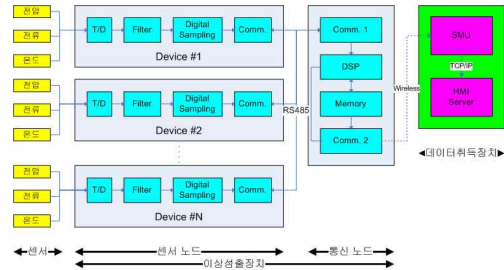 전압
전류
온도
T/D
Filter
Digital
Sampling
Comm.
Device #1
전압
전류
온도
T/D
Filter
Digital
Sampling
Comm.
Device #2
전압
전류
온도
T/D
Filter
Digital
Sampling
Comm.
Device #N
RS485
Comm. 1
DSP
Memory
Comm. 2
Wireless
SMU
TCP/IP
HMI
Server
데이터취득장치
센서
센서 노드
통신 노드
이상섬출장치